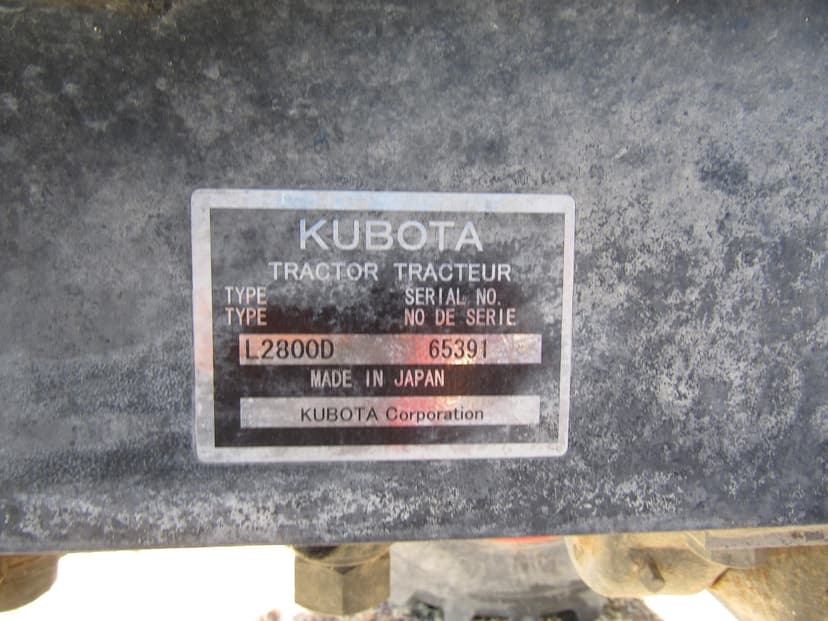 KUBOTA
TRACTOR TRACTEUR
TYPE SERIAL NO.
TYPE NO DE SERIE
L2800D 65391
MADE IN JAPAN
KUBOTA Corporation